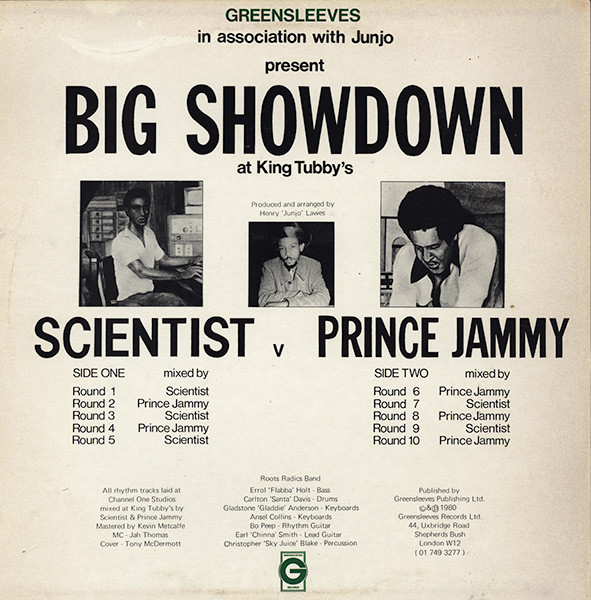 GREENSLEEVES
in association with Junjo
present
BIG SHOWDOWN
at King Tubby's
Produced and arranged by
Henry 'Junjo' Lawes
SCIENTIST v PRINCE JAMMY
SIDE ONE mixed by
Round 1 Scientist
Round 2 Prince Jammy
Round 3 Scientist
Round 4 Prince Jammy
Round 5 Scientist
SIDE TWO mixed by
Round 6 Prince Jammy
Round 7 Scientist
Round 8 Prince Jammy
Round 9 Scientist
Round 10 Prince Jammy
All rhythm tracks laid at
Channel One Studios
mixed at King Tubby's by
Scientist & Prince Jammy
Mastered by Kevin Metcalfe
MC - Jah Thomas
Cover - Tony McDermott
Roots Radics Band
Errol 'Flabba' Holt - Bass
Carlton 'Santa' Davis - Drums
Gladstone 'Gladdie' Anderson - Keyboards
Ansel Collins - Keyboards
Bo Peep - Rhythm Guitar
Earl 'Chinna' Smith - Lead Guitar
Christopher 'Sky Juice' Blake - Percussion
Published by
Greensleeves Publishing Ltd.
©&℗ 1980
Greensleeves Records Ltd.
44, Uxbridge Road
Shepherds Bush
London W12
( 01 749 3277 )
GREENSLEEVES
G
RECORDS